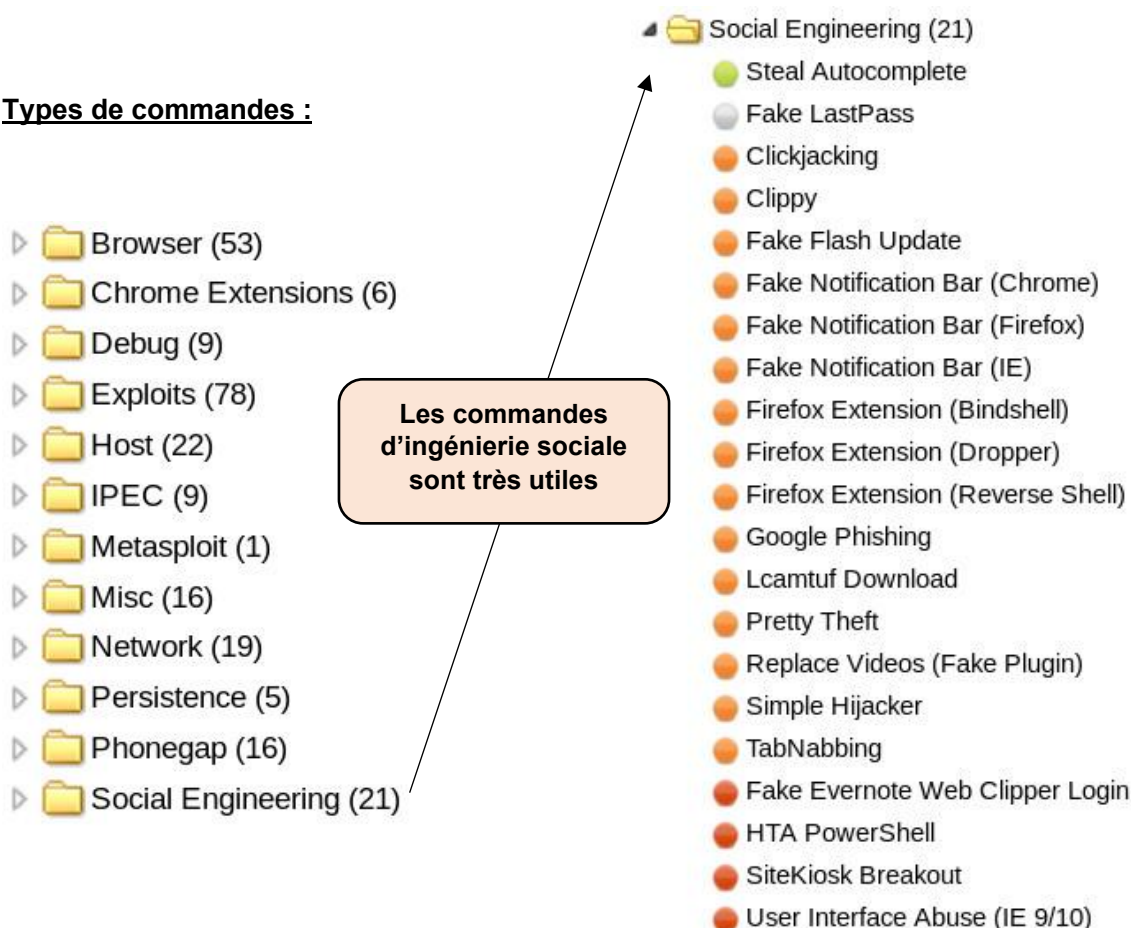 Types de commandes :
Browser (53)
Chrome Extensions (6)
Debug (9)
Exploits (78)
Host (22)
IPEC (9)
Metasploit (1)
Misc (16)
Network (19)
Persistence (5)
Phonegap (16)
Social Engineering (21)
Les commandes
d’ingénierie sociale
sont très utiles
Social Engineering (21)
Steal Autocomplete
Fake LastPass
Clickjacking
Clippy
Fake Flash Update
Fake Notification Bar (Chrome)
Fake Notification Bar (Firefox)
Fake Notification Bar (IE)
Firefox Extension (Bindshell)
Firefox Extension (Dropper)
Firefox Extension (Reverse Shell)
Google Phishing
Lcamtuf Download
Pretty Theft
Replace Videos (Fake Plugin)
Simple Hijacker
TabNabbing
Fake Evernote Web Clipper Login
HTA PowerShell
SiteKiosk Breakout
User Interface Abuse (IE 9/10)